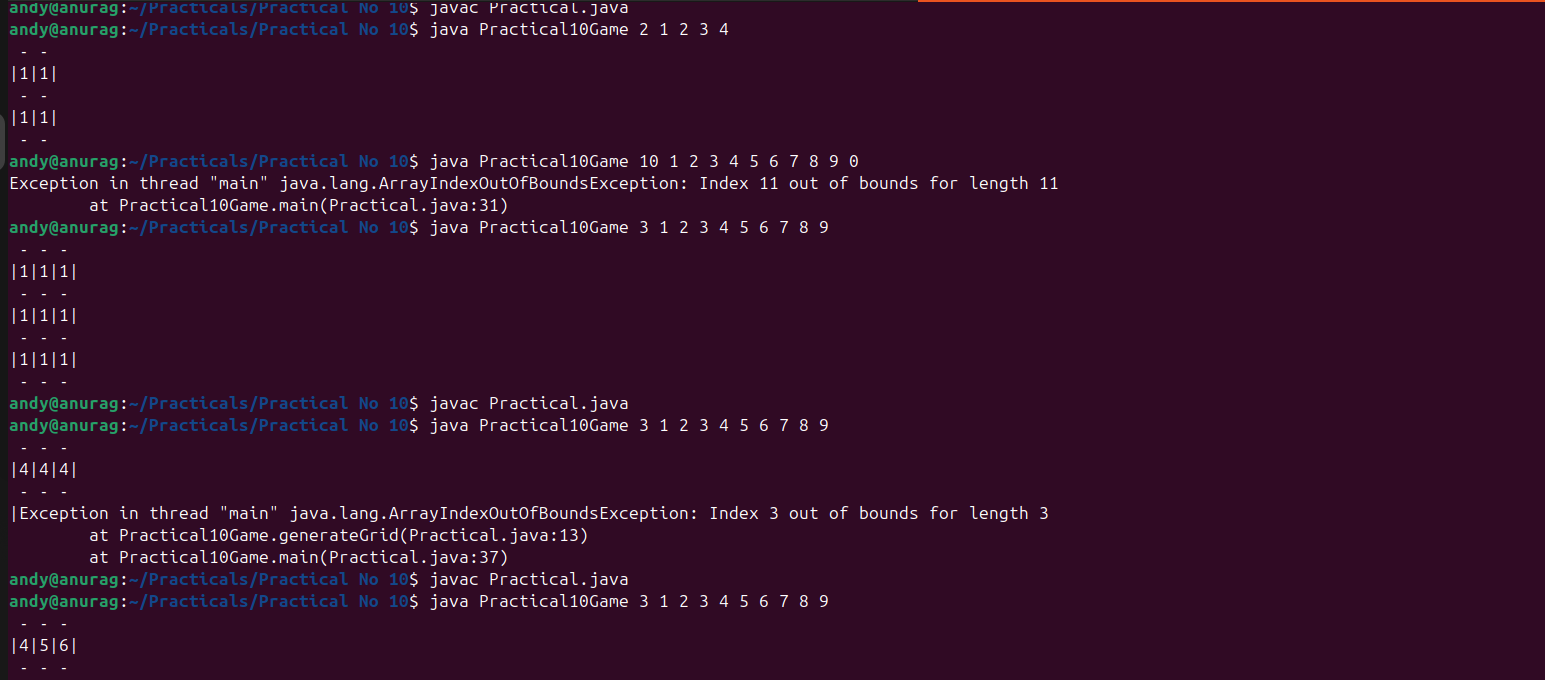 andy@anurag:~/Practicals/Practical No 10$ javac Practical.java
andy@anurag:~/Practicals/Practical No 10$ java Practical10Game 2 1 2 3 4
 - -
|1|1|
 - -
|1|1|
 - -
andy@anurag:~/Practicals/Practical No 10$ java Practical10Game 10 1 2 3 4 5 6 7 8 9 0
Exception in thread "main" java.lang.ArrayIndexOutOfBoundsException: Index 11 out of bounds for length 11
        at Practical10Game.main(Practical.java:31)
andy@anurag:~/Practicals/Practical No 10$ java Practical10Game 3 1 2 3 4 5 6 7 8 9
 - - -
|1|1|1|
 - - -
|1|1|1|
 - - -
|1|1|1|
 - - -
andy@anurag:~/Practicals/Practical No 10$ javac Practical.java
andy@anurag:~/Practicals/Practical No 10$ java Practical10Game 3 1 2 3 4 5 6 7 8 9
 - - -
|4|4|4|
 - - -
|Exception in thread "main" java.lang.ArrayIndexOutOfBoundsException: Index 3 out of bounds for length 3
        at Practical10Game.generateGrid(Practical.java:13)
        at Practical10Game.main(Practical.java:37)
andy@anurag:~/Practicals/Practical No 10$ javac Practical.java
andy@anurag:~/Practicals/Practical No 10$ java Practical10Game 3 1 2 3 4 5 6 7 8 9
 - - -
|4|5|6|
 - - -